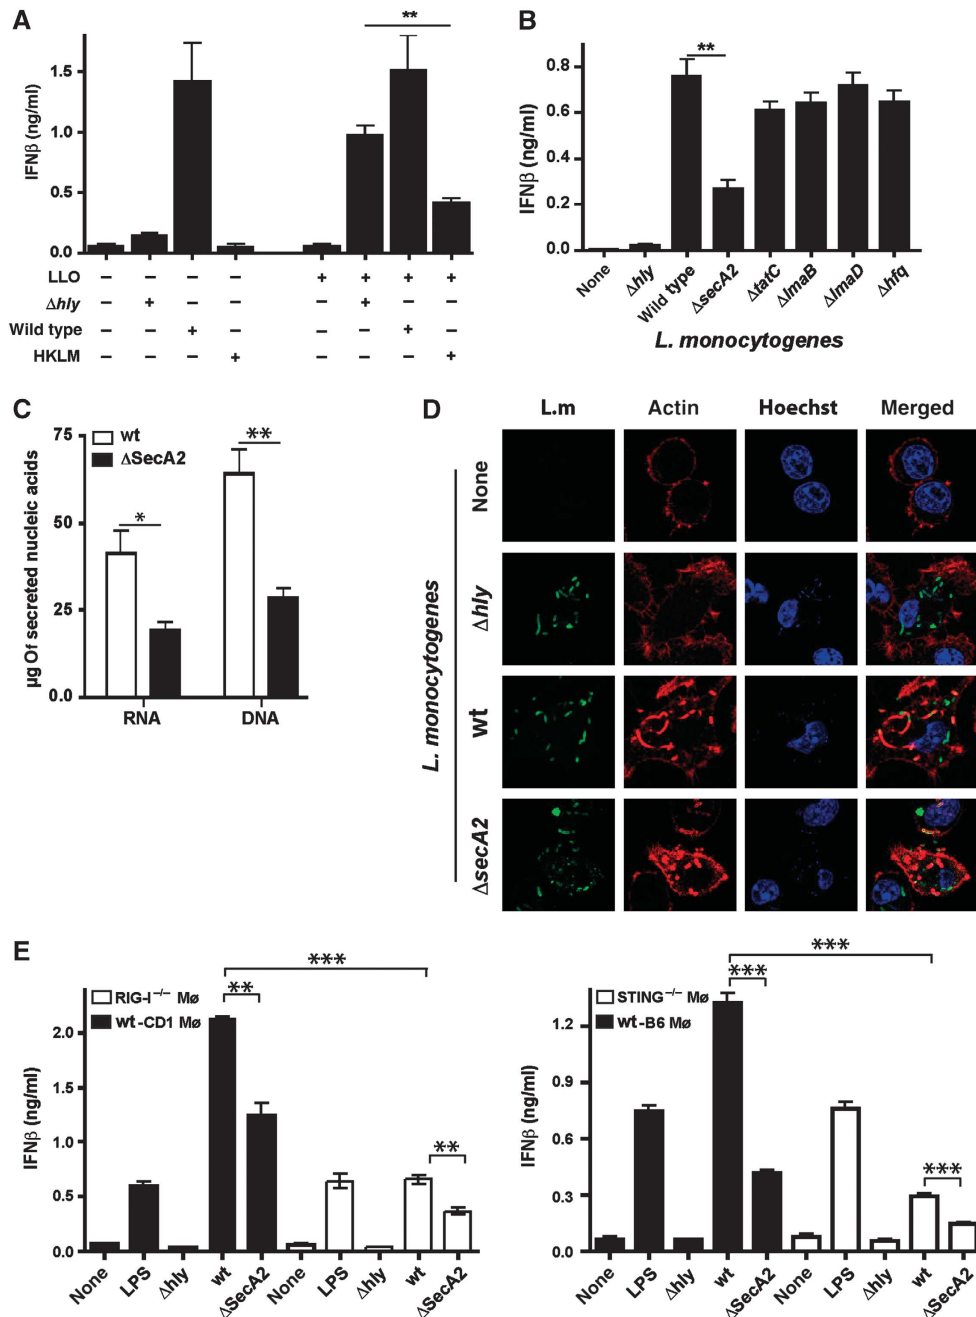 A
**
IFNβ (ng/ml)
1.5
1.0
0.5
0.0
LLO – – – – + + + +
Δhly – + – – – + – –
Wild type – – + – – – + –
HKLM – – – + – – – +
B
**
IFNβ (ng/ml)
0.8
0.6
0.4
0.2
0.0
None
Δhly
Wild type
ΔsecA2
ΔtatC
ΔlmaB
ΔlmaD
Δhfq
L. monocytogenes
C
µg Of secreted nucleic acids
75
50
25
0.0
wt
ΔSecA2
*
**
RNA DNA
D
L.m Actin Hoechst Merged
L. monocytogenes
None
Δhly
wt
ΔsecA2
E
***
**
**
RIG-I–/– Mø
wt-CD1 Mø
IFNβ (ng/ml)
2.0
1.5
1.0
0.5
0.0
None
LPS
Δhly
wt
ΔSecA2
None
LPS
Δhly
wt
ΔSecA2
***
***
***
STING–/– Mø
wt-B6 Mø
IFNβ (ng/ml)
1.2
0.9
0.6
0.3
0.0
None
LPS
Δhly
wt
ΔSecA2
None
LPS
Δhly
wt
ΔSecA2